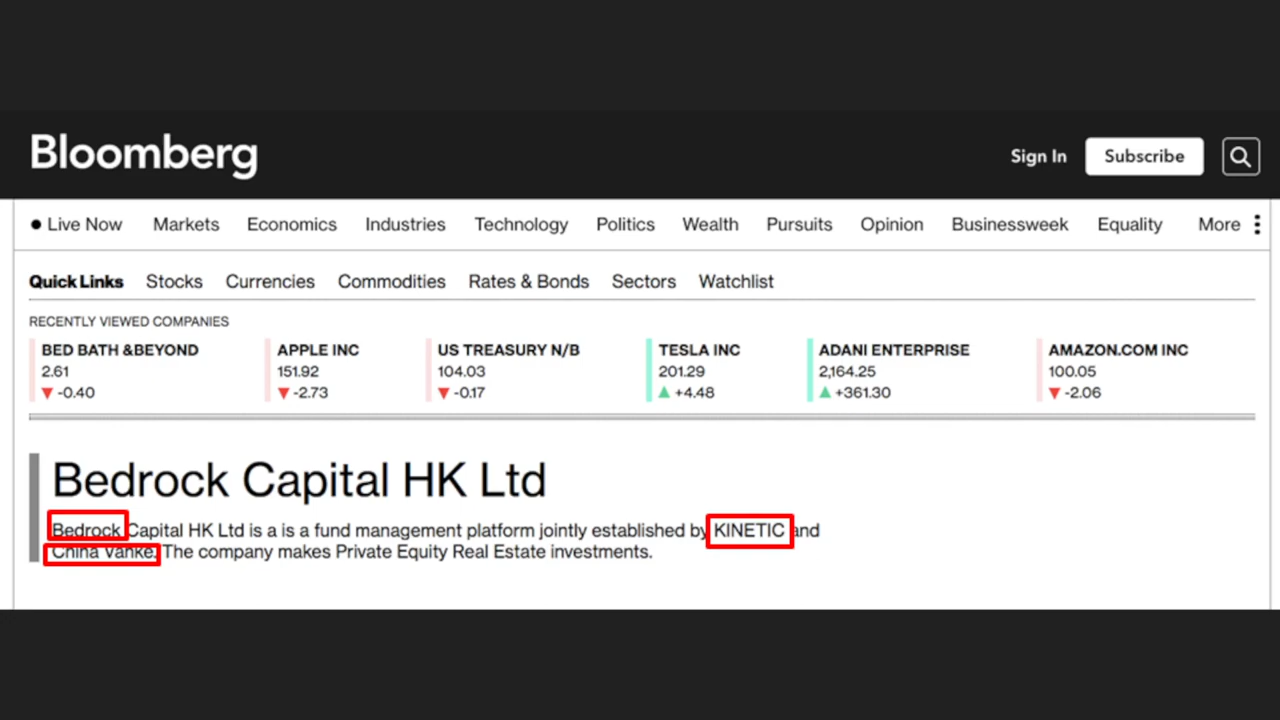 Bloomberg
Sign In
Subscribe
Live Now Markets Economics Industries Technology Politics Wealth Pursuits Opinion Businessweek Equality More
Quick Links Stocks Currencies Commodities Rates & Bonds Sectors Watchlist
RECENTLY VIEWED COMPANIES
BED BATH &BEYOND
2.61
▼ -0.40
APPLE INC
151.92
▼ -2.73
US TREASURY N/B
104.03
▼ -0.17
TESLA INC
201.29
▲ +4.48
ADANI ENTERPRISE
2,164.25
▲ +361.30
AMAZON.COM INC
100.05
▼ -2.06
Bedrock Capital HK Ltd
Bedrock Capital HK Ltd is a is a fund management platform jointly established by KINETIC and
China Vanke. The company makes Private Equity Real Estate investments.